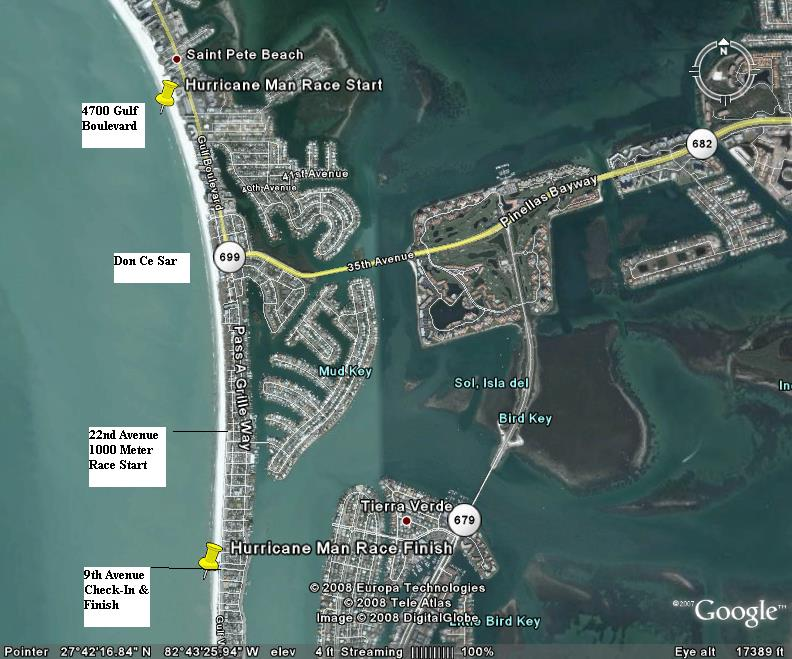 N
Saint Pete Beach
Hurricane Man Race Start
4700 Gulf
Boulevard
682
Gulf Boulevard
41st Avenue
40th Avenue
Pinellas Bayway
Don Ce Sar
699
35th Avenue
Pass-A-Grille Way
Mud Key
Sol, Isla del
Bird Key
22nd Avenue
1000 Meter
Race Start
Tierra Verde
679
Hurricane Man Race Finish
9th Avenue
Check-In &
Finish
© 2008 Europa Technologies
© 2008 Tele Atlas
Image © 2008 DigitalGlobe
Little Bird Key
©2007 Google™
Pointer 27°42'16.84" N 82°43'25.94" W elev 4 ft Streaming |||||||||| 100% Eye alt 17389 ft